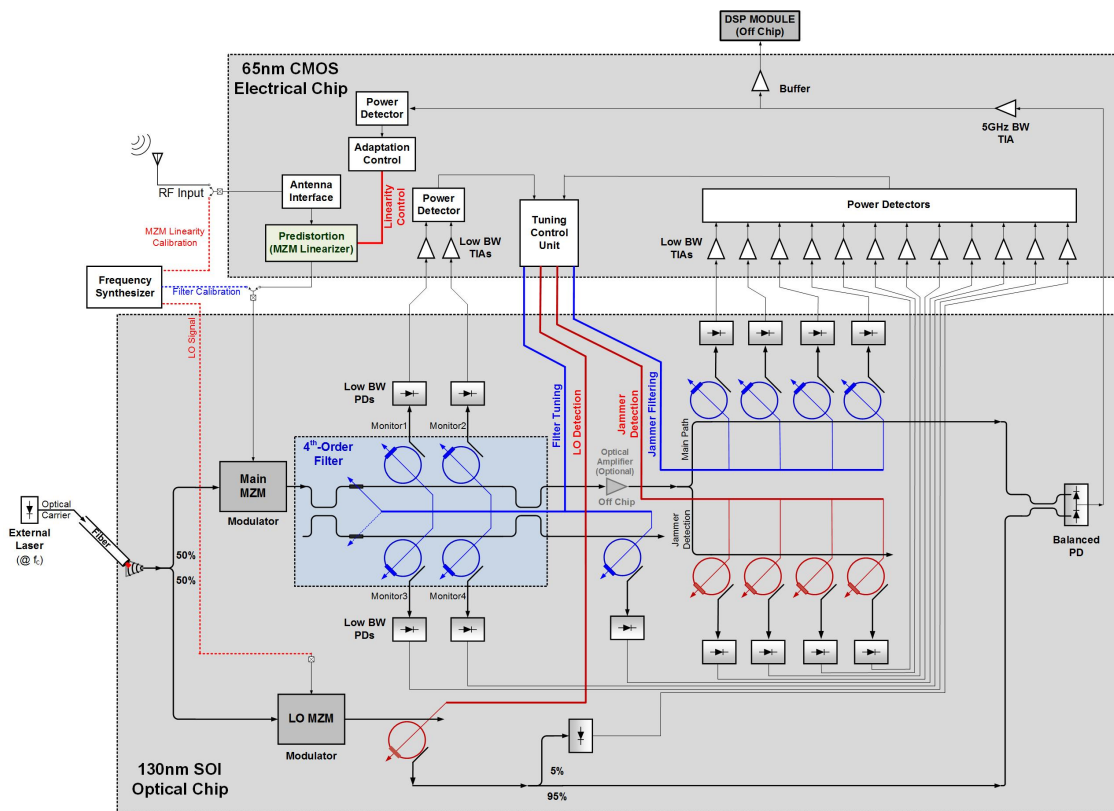 DSP MODULE
(Off Chip)
65nm CMOS
Electrical Chip
Buffer
Power
Detector
5GHz BW
TIA
Adaptation
Control
RF Input
Antenna
Interface
Linearity
Control
Power
Detector
Tuning
Control
Unit
Power Detectors
MZM Linearity
Calibration
Predistortion
(MZM Linearizer)
Low BW
TIAs
Low BW
TIAs
Frequency
Synthesizer
Filter Calibration
LO Signal
Filter Tuning
LO Detection
Jammer
Detection
Jammer Filtering
Low BW
PDs
Monitor1
Monitor2
4th-Order
Filter
Optical
Amplifier
(Optional)
Off Chip
Main Path
Main
MZM
Modulator
Optical
Carrier
Fiber
External
Laser
(@ fC)
50%
50%
Jammer
Detection
Balanced
PD
Monitor3
Monitor4
Low BW
PDs
LO MZM
Modulator
5%
95%
130nm SOI
Optical Chip